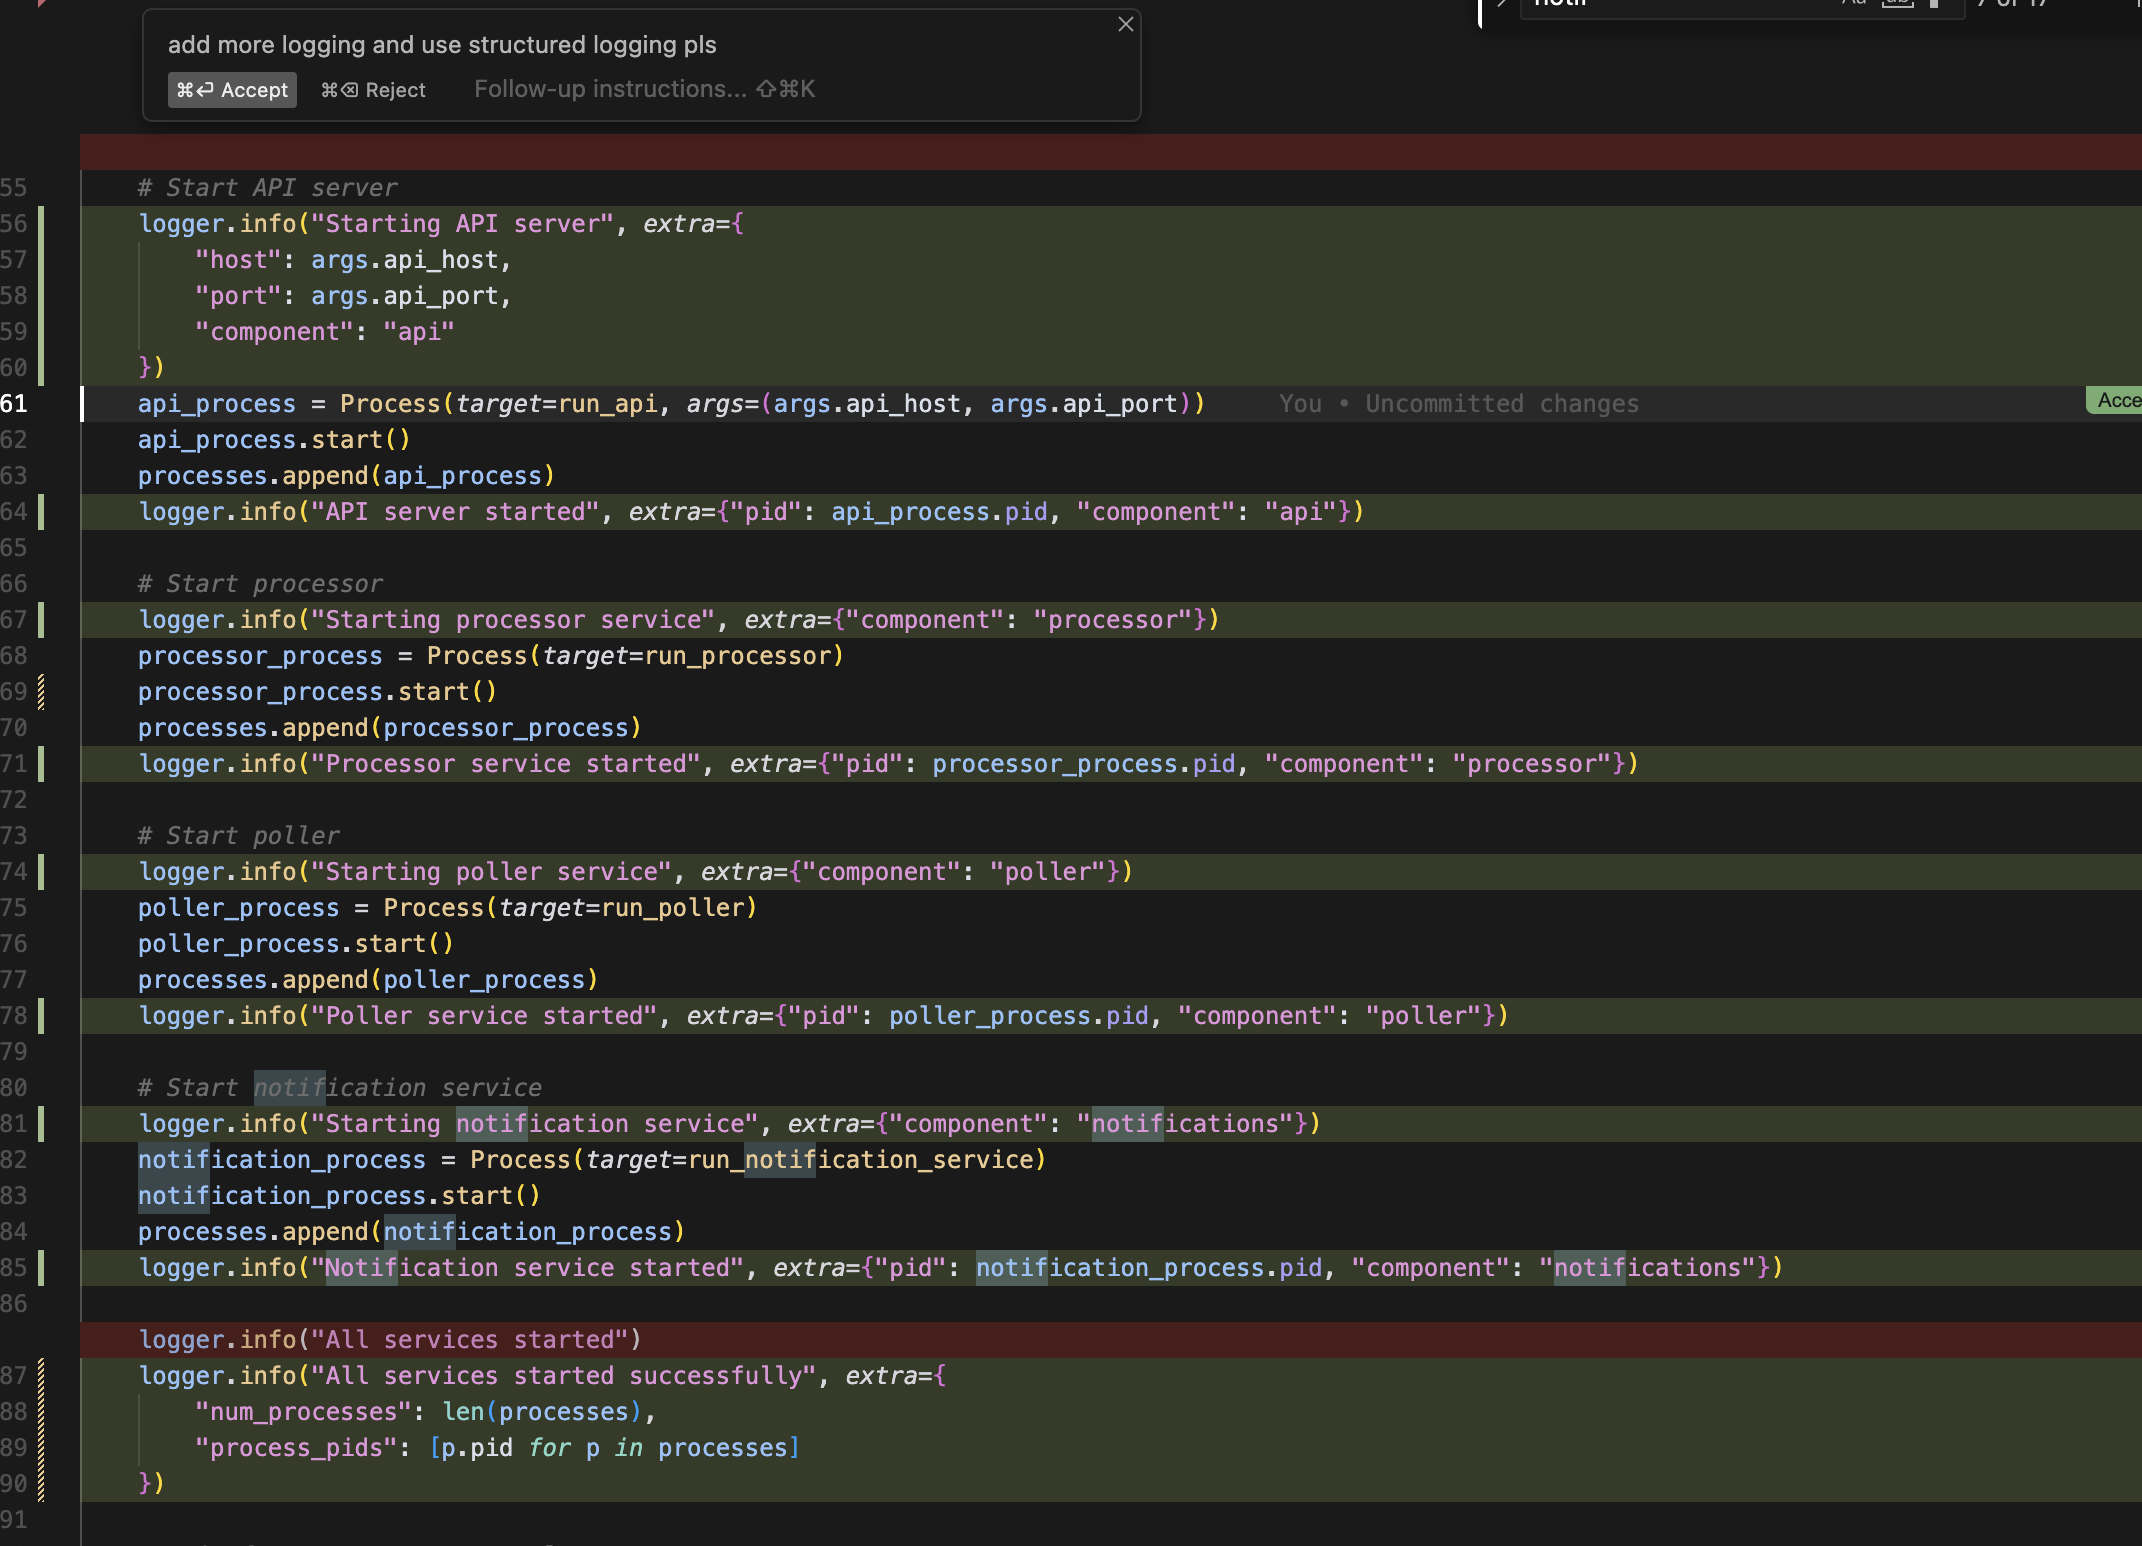 add more logging and use structured logging pls
⌘⏎ Accept ⌘⌫ Reject Follow-up instructions... ⇧⌘K
55 # Start API server
56 logger.info("Starting API server", extra={
57 "host": args.api_host,
58 "port": args.api_port,
59 "component": "api"
60 })
61 api_process = Process(target=run_api, args=(args.api_host, args.api_port)) You • Uncommitted changes Acce
62 api_process.start()
63 processes.append(api_process)
64 logger.info("API server started", extra={"pid": api_process.pid, "component": "api"})
65
66 # Start processor
67 logger.info("Starting processor service", extra={"component": "processor"})
68 processor_process = Process(target=run_processor)
69 processor_process.start()
70 processes.append(processor_process)
71 logger.info("Processor service started", extra={"pid": processor_process.pid, "component": "processor"})
72
73 # Start poller
74 logger.info("Starting poller service", extra={"component": "poller"})
75 poller_process = Process(target=run_poller)
76 poller_process.start()
77 processes.append(poller_process)
78 logger.info("Poller service started", extra={"pid": poller_process.pid, "component": "poller"})
79
80 # Start notification service
81 logger.info("Starting notification service", extra={"component": "notifications"})
82 notification_process = Process(target=run_notification_service)
83 notification_process.start()
84 processes.append(notification_process)
85 logger.info("Notification service started", extra={"pid": notification_process.pid, "component": "notifications"})
86
logger.info("All services started")
87 logger.info("All services started successfully", extra={
88 "num_processes": len(processes),
89 "process_pids": [p.pid for p in processes]
90 })
91